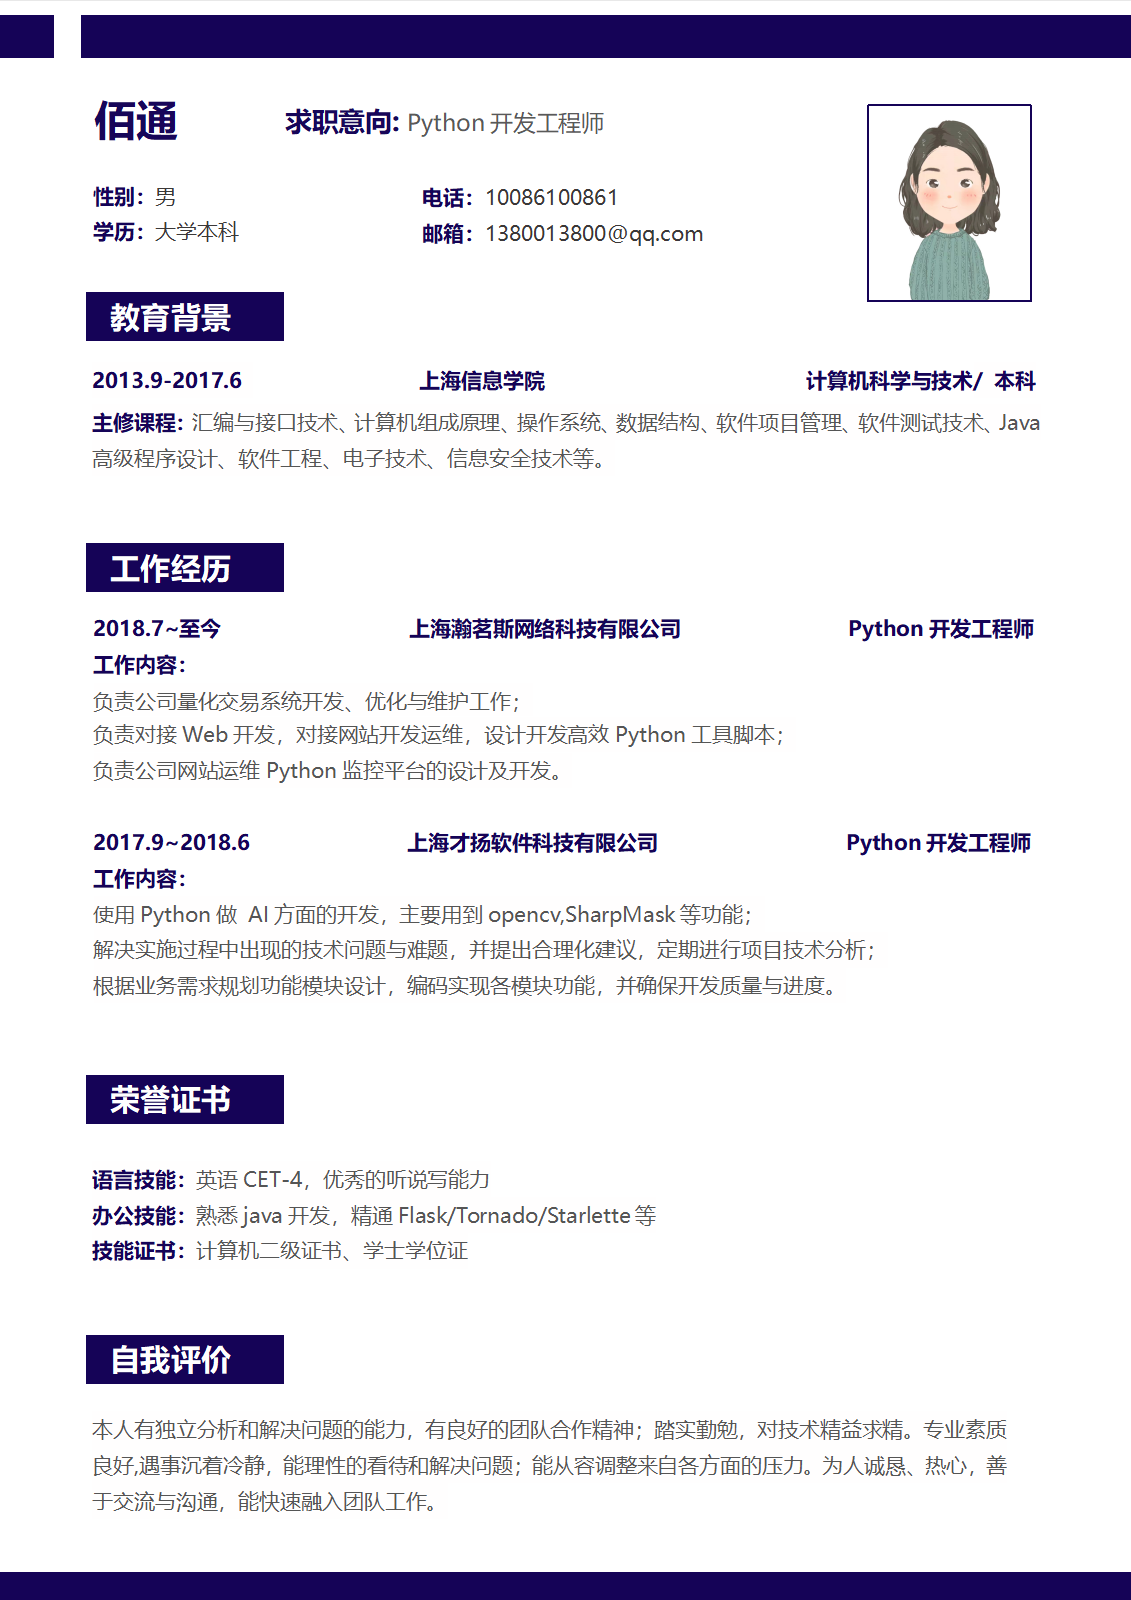 佰通 求职意向: Python 开发工程师
性别：男 电话：10086100861
学历：大学本科 邮箱：1380013800@qq.com
教育背景
2013.9-2017.6 上海信息学院 计算机科学与技术/ 本科
主修课程：汇编与接口技术、计算机组成原理、操作系统、数据结构、软件项目管理、软件测试技术、Java
高级程序设计、软件工程、电子技术、信息安全技术等。
工作经历
2018.7~至今 上海瀚茗斯网络科技有限公司 Python 开发工程师
工作内容：
负责公司量化交易系统开发、优化与维护工作；
负责对接 Web 开发，对接网站开发运维，设计开发高效 Python 工具脚本；
负责公司网站运维 Python 监控平台的设计及开发。
2017.9~2018.6 上海才扬软件科技有限公司 Python 开发工程师
工作内容：
使用 Python 做 AI 方面的开发，主要用到 opencv,SharpMask 等功能；
解决实施过程中出现的技术问题与难题，并提出合理化建议，定期进行项目技术分析；
根据业务需求规划功能模块设计，编码实现各模块功能，并确保开发质量与进度。
荣誉证书
语言技能：英语 CET-4，优秀的听说写能力
办公技能：熟悉 java 开发，精通 Flask/Tornado/Starlette 等
技能证书：计算机二级证书、学士学位证
自我评价
本人有独立分析和解决问题的能力，有良好的团队合作精神；踏实勤勉，对技术精益求精。专业素质
良好,遇事沉着冷静，能理性的看待和解决问题；能从容调整来自各方面的压力。为人诚恳、热心，善
于交流与沟通，能快速融入团队工作。